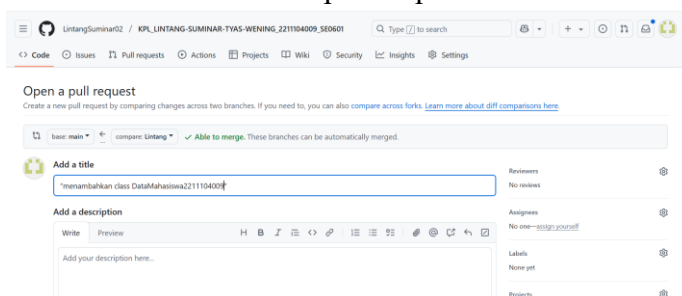 LintangSuminar02 / KPL_LINTANG-SUMINAR-TYAS-WENING_2211104009_SE0601
Type / to search
Code Issues Pull requests Actions Projects Wiki Security Insights Settings
Open a pull request
Create a new pull request by comparing changes across two branches. If you need to, you can also compare across forks. Learn more about diff comparisons here.
base: main compare: Lintang Able to merge. These branches can be automatically merged.
Add a title
"menambahkan class DataMahasiswa2211104009"
Add a description
Write Preview
Add your description here...
Reviewers
No reviews
Assignees
No one—assign yourself
Labels
None yet
Projects